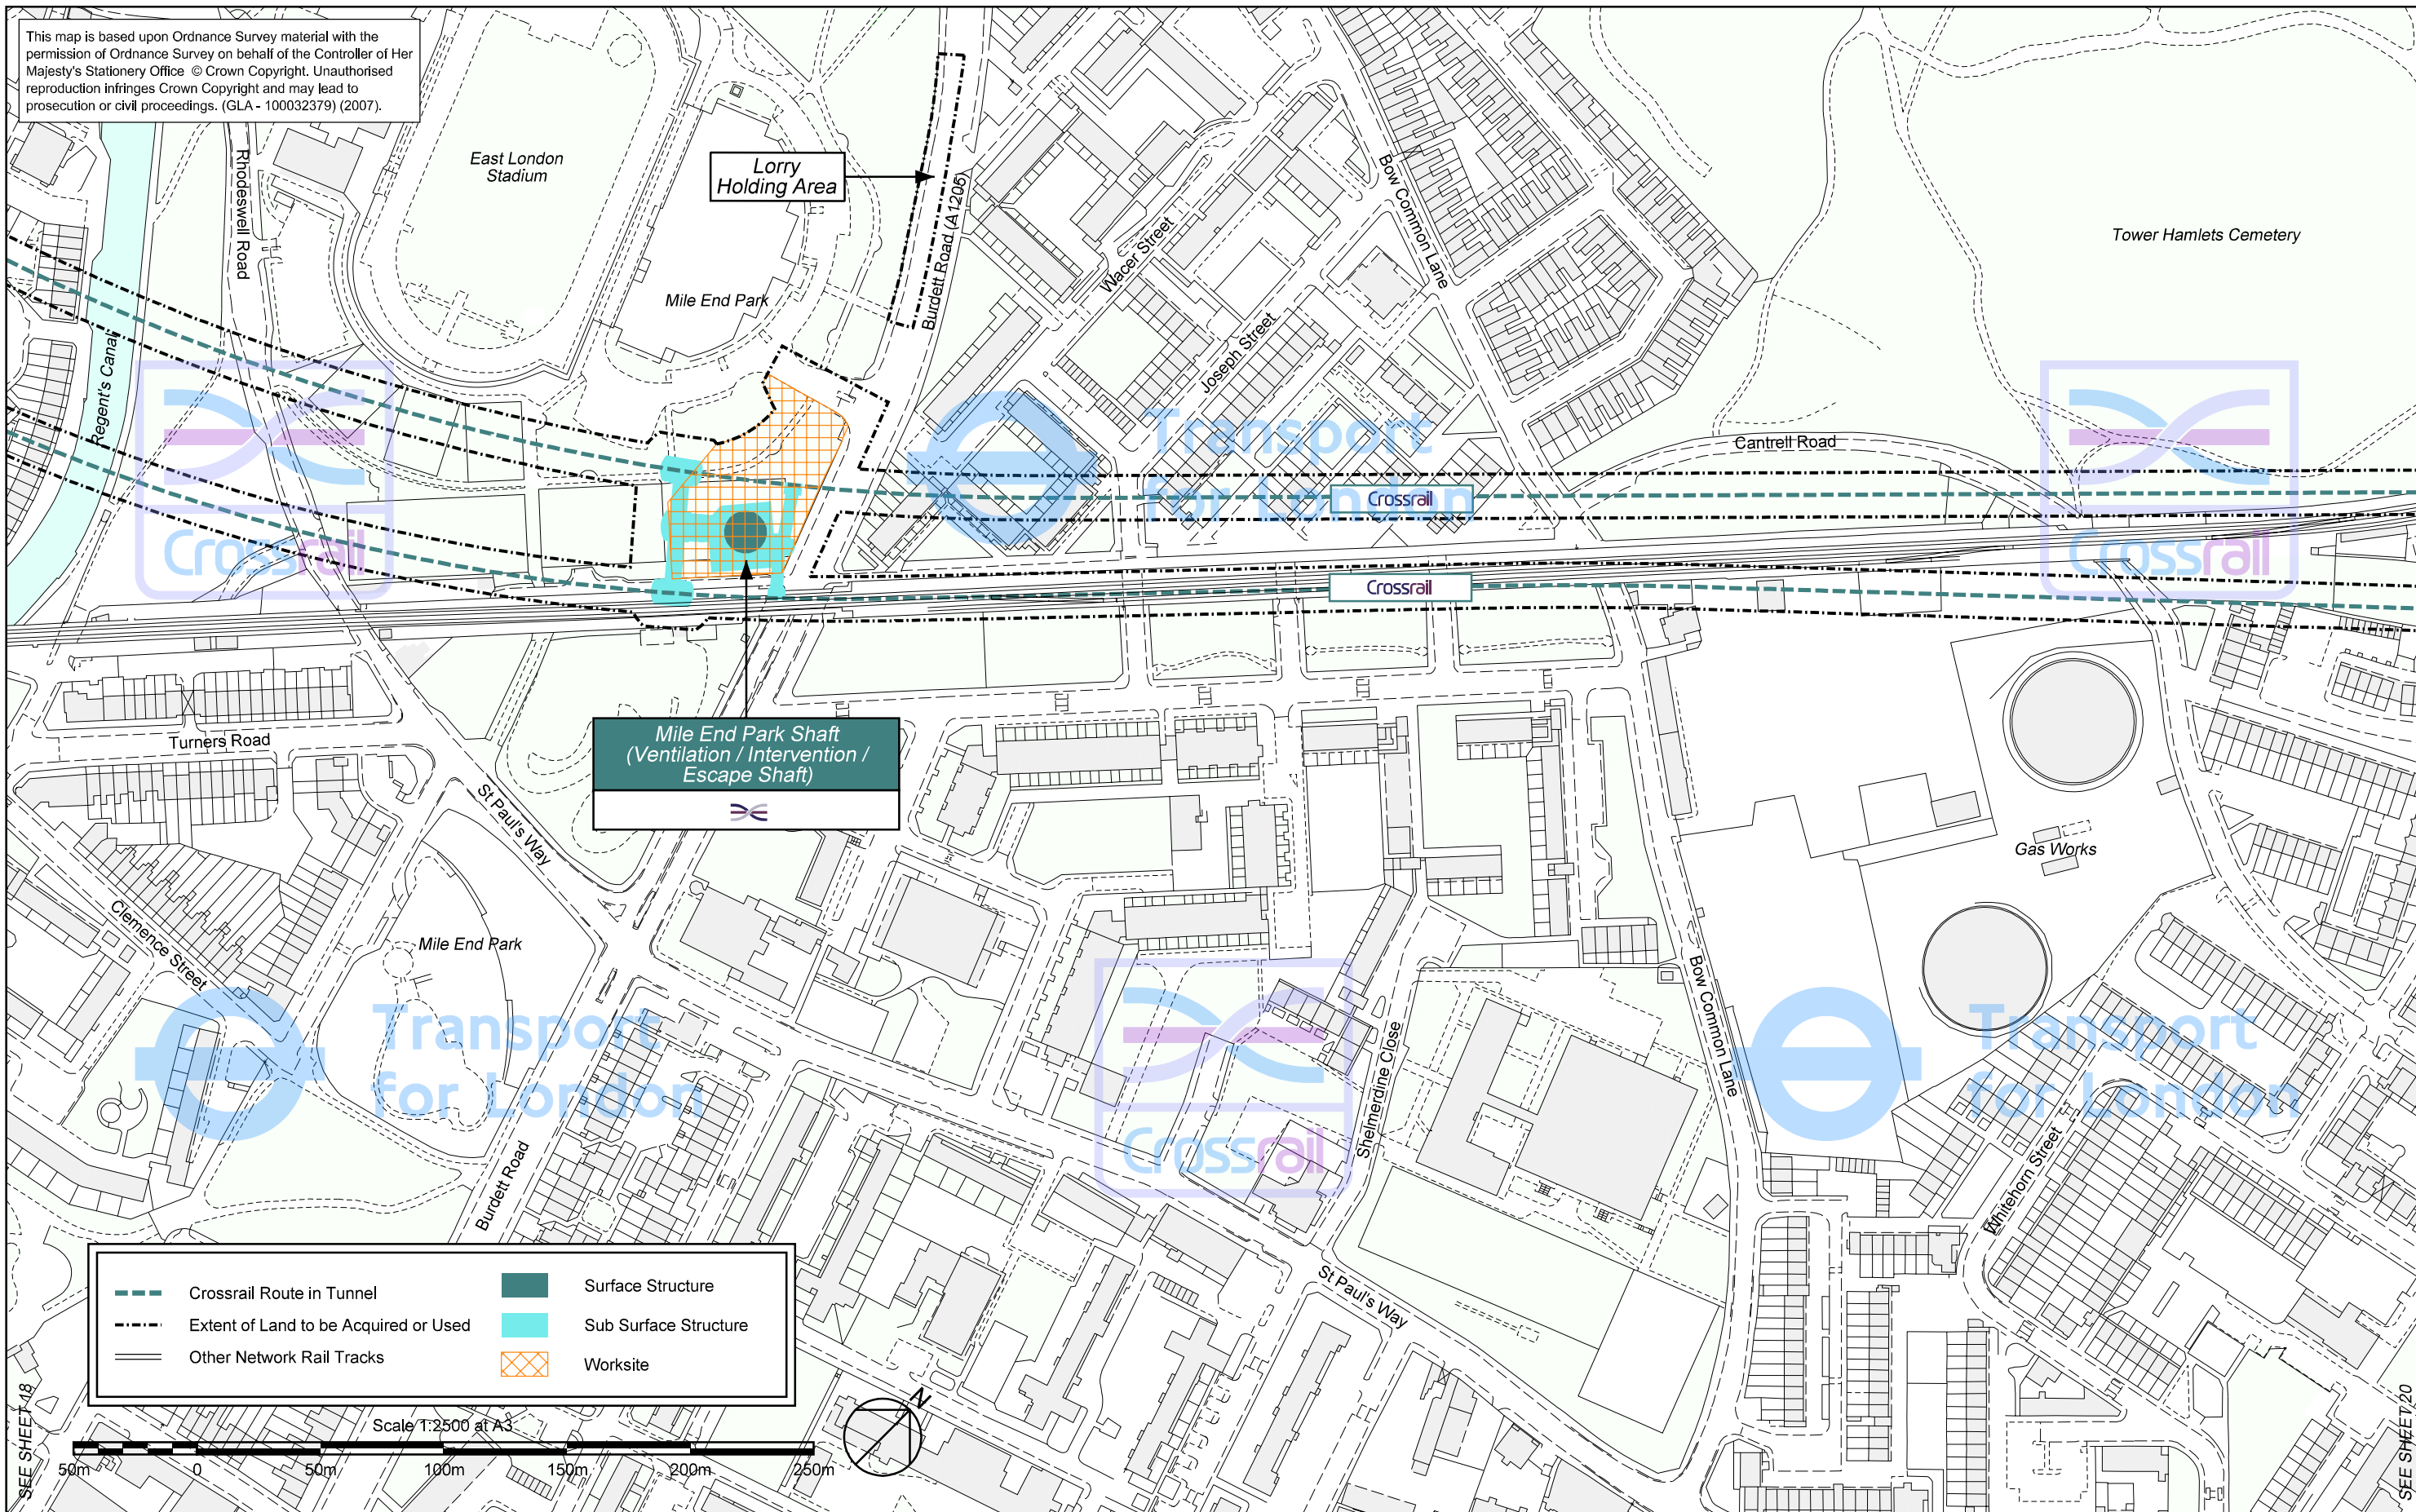 This map is based upon Ordnance Survey material with the
permission of Ordnance Survey on behalf of the Controller of Her
Majesty's Stationery Office © Crown Copyright. Unauthorised
reproduction infringes Crown Copyright and may lead to
prosecution or civil proceedings. (GLA - 100032379) (2007).
East London
Stadium
Lorry
Holding Area
Rhodeswell Road
Burdett Road (A1206)
Bow Common Lane
Wacer Street
Tower Hamlets Cemetery
Mile End Park
Joseph Street
Regent's Canal
Cantrell Road
Transport
for London
Crossrail
Crossrail
Crossrail
Crossrail
Mile End Park Shaft
(Ventilation / Intervention /
Escape Shaft)
Turners Road
St Paul's Way
Gas Works
Clemence Street
Mile End Park
Bow Common Lane
Transport
for London
Shelmerdine Close
Crossrail
Transport
for London
Whitehorn Street
Burdett Road
St Paul's Way
Crossrail Route in Tunnel
Extent of Land to be Acquired or Used
Other Network Rail Tracks
Surface Structure
Sub Surface Structure
Worksite
Scale 1:2500 at A3
50m 0 50m 100m 150m 200m 250m
N
SEE SHEET 18
SEE SHEET 20